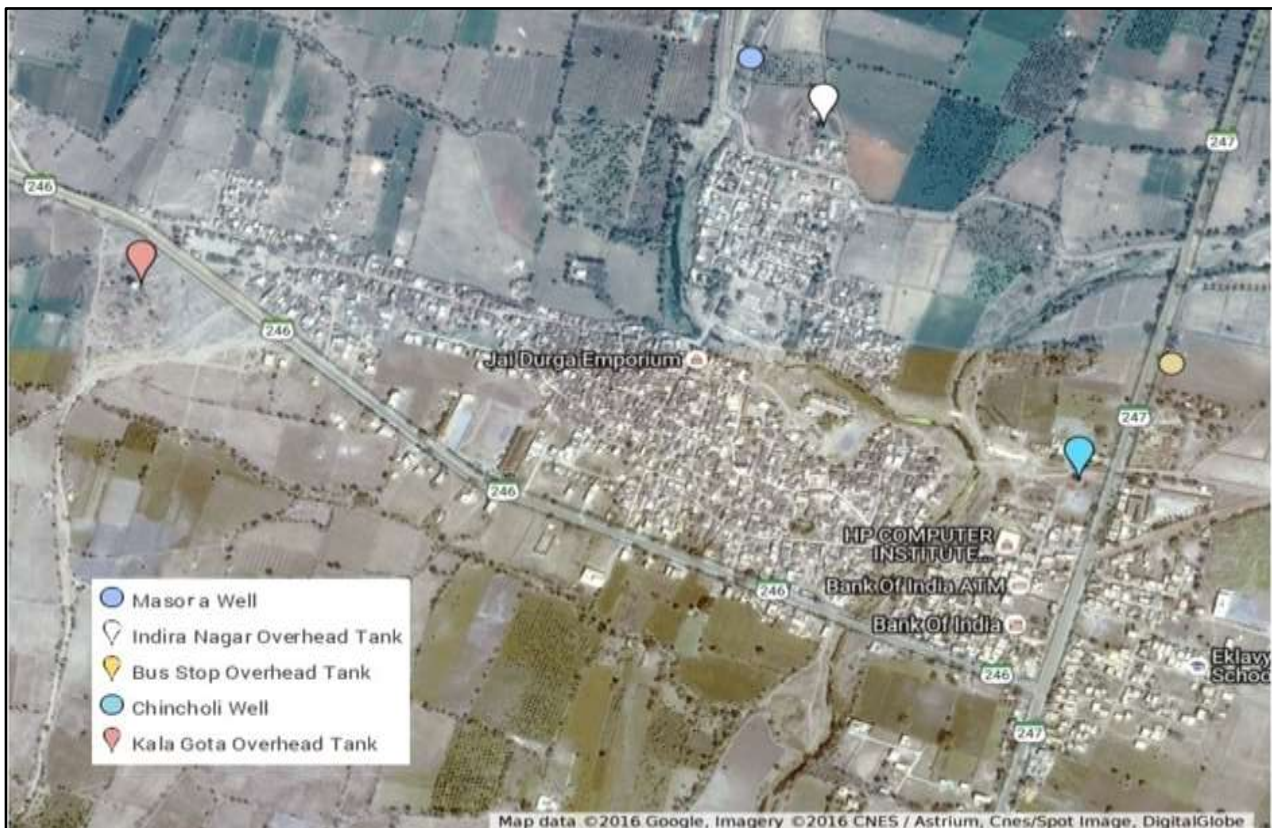 247
246
246
Jai Durga Emporium
247
246
HP COMPUTER
INSTITUTE...
246
Bank Of India ATM
Bank Of India
Eklavy
Schoo
246
247
Masora Well
Indira Nagar Overhead Tank
Bus Stop Overhead Tank
Chincholi Well
Kala Gota Overhead Tank
Map data ©2016 Google, Imagery ©2016 CNES / Astrium, Cnes/Spot Image, DigitalGlobe